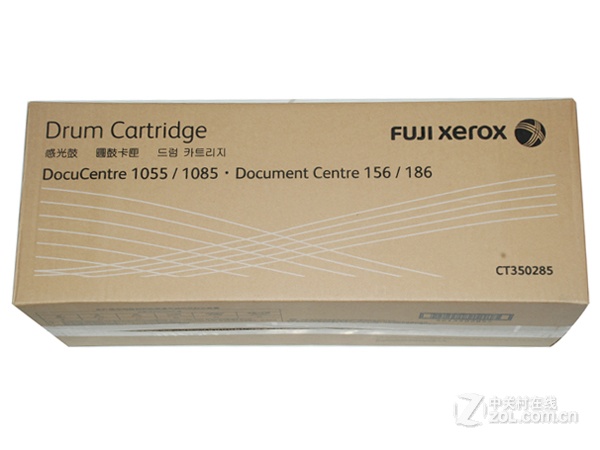 Drum Cartridge
FUJI xerox
感光鼓 圓鼓卡匣 드럼 카트리지
DocuCentre 1055 / 1085 · Document Centre 156 / 186
CT350285
中关村在线
ZOL.com.cn